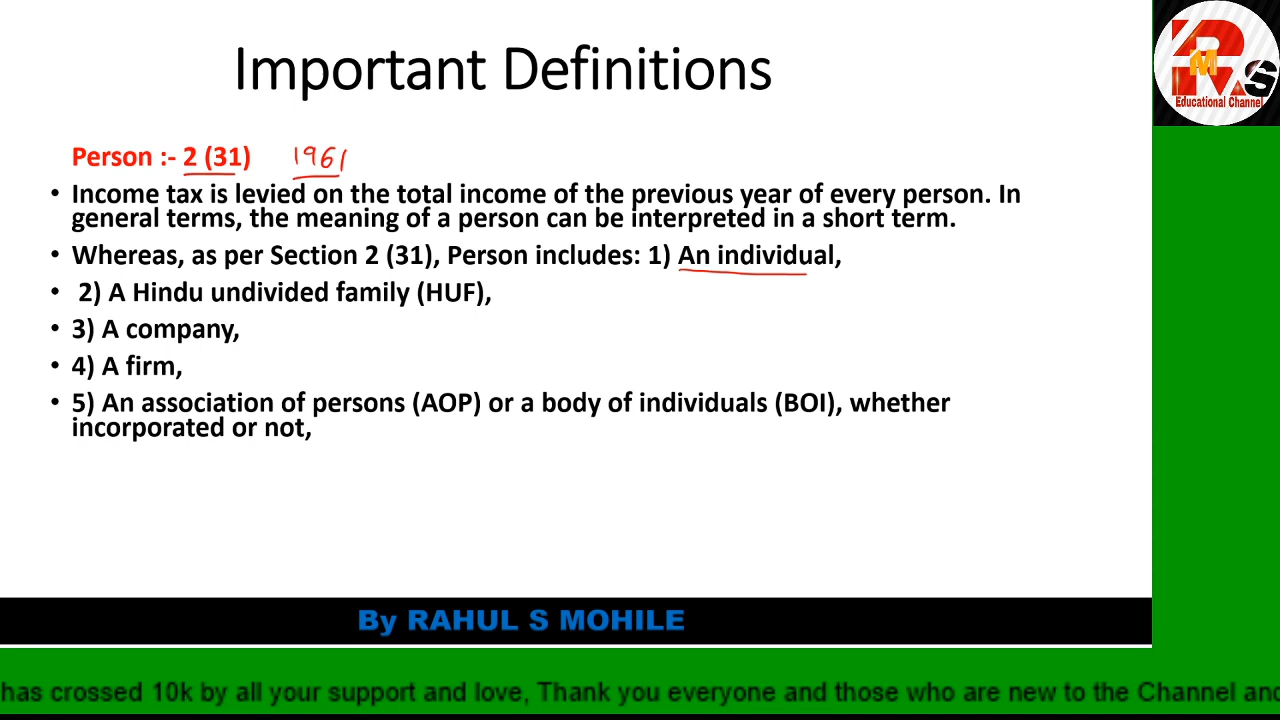 Important Definitions
Person :- 2 (31) 1961
• Income tax is levied on the total income of the previous year of every person. In
general terms, the meaning of a person can be interpreted in a short term.
• Whereas, as per Section 2 (31), Person includes: 1) An individual,
• 2) A Hindu undivided family (HUF),
• 3) A company,
• 4) A firm,
• 5) An association of persons (AOP) or a body of individuals (BOI), whether
incorporated or not,
By RAHUL S MOHILE
has crossed 10k by all your support and love, Thank you everyone and those who are new to the Channel and
R M S
Educational Channel